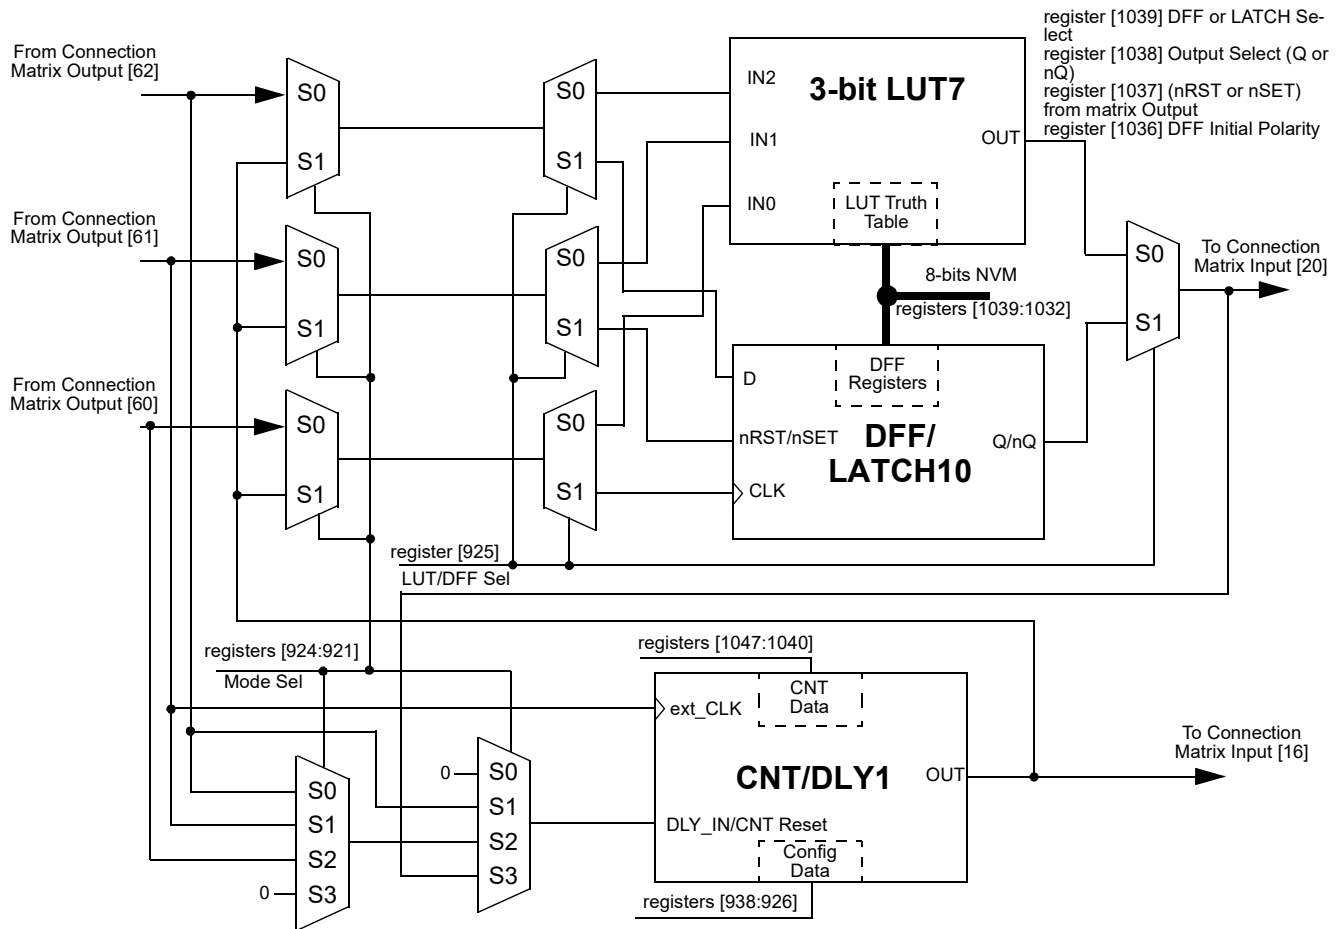 register [1039] DFF or LATCH Se-
lect
register [1038] Output Select (Q or
nQ)
register [1037] (nRST or nSET)
from matrix Output
register [1036] DFF Initial Polarity
From Connection
Matrix Output [62]
S0
S1
S0
S1
IN2
IN1
IN0
3-bit LUT7
OUT
LUT Truth
Table
From Connection
Matrix Output [61]
S0
S1
S0
S1
8-bits NVM
registers [1039:1032]
S0
S1
To Connection
Matrix Input [20]
From Connection
Matrix Output [60]
S0
S1
S0
S1
D
nRST/nSET
CLK
DFF
Registers
DFF/
LATCH10
Q/nQ
register [925]
LUT/DFF Sel
registers [924:921]
Mode Sel
registers [1047:1040]
CNT
Data
ext_CLK
CNT/DLY1
OUT
DLY_IN/CNT Reset
Config
Data
registers [938:926]
To Connection
Matrix Input [16]
S0
S1
S2
0
S3
0
S0
S1
S2
S3